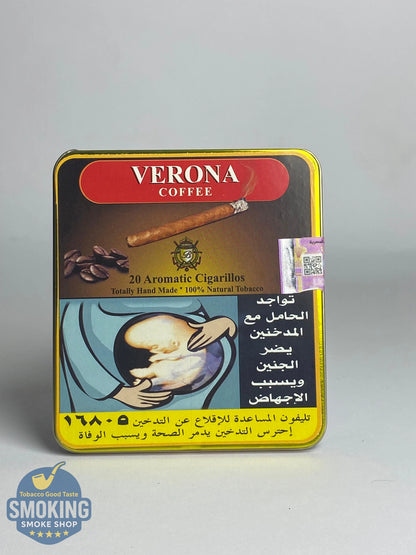 VERONA
COFFEE
20 Aromatic Cigarillos
Totally Hand Made * 100% Natural Tobacco
تواجد
الحامل مع
المدخنين
يضر
الجنين
ويسبب
الإجهاض
تليفون المساعدة للإقلاع عن التدخين ١٦٨٠٥
إحترس التدخين يدمر الصحة ويسبب الوفاة
Tobacco Good Taste
SMOKING
SMOKE SHOP